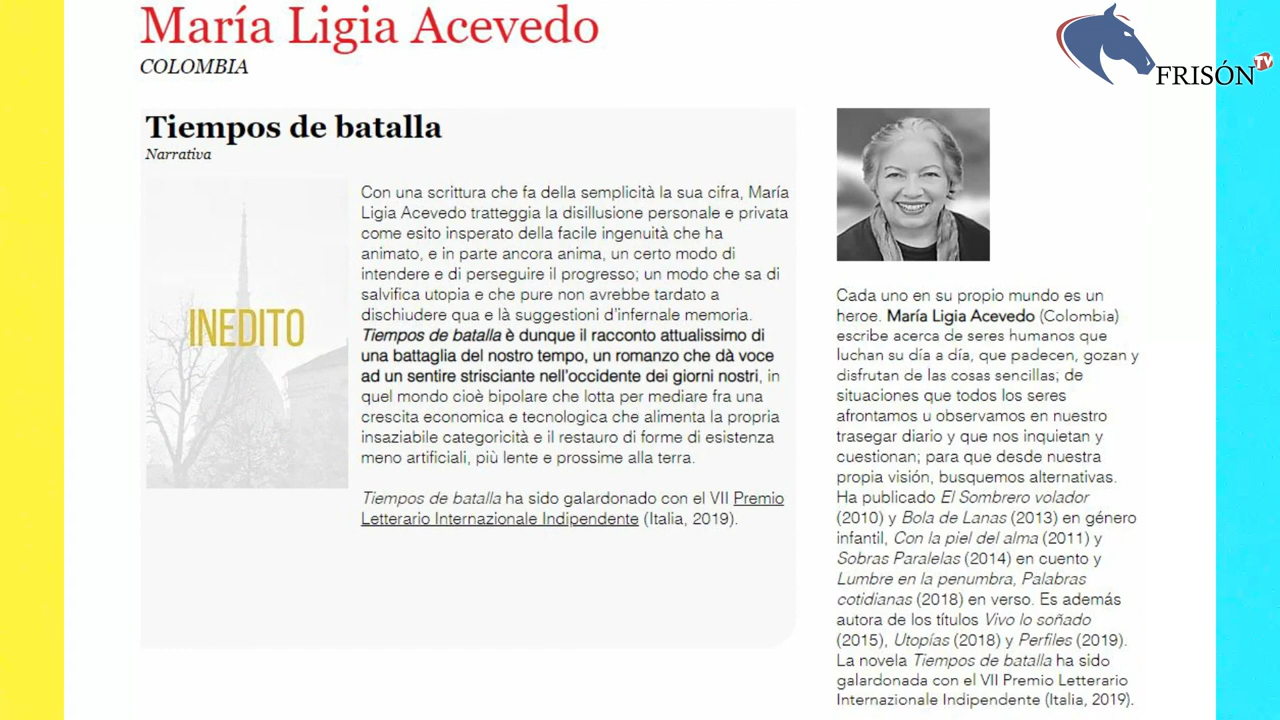 María Ligia Acevedo
COLOMBIA
FRISÓN TV
Tiempos de batalla
Narrativa
INEDITO
Con una scrittura che fa della semplicità la sua cifra, María
Ligia Acevedo tratteggia la disillusione personale e privata
come esito insperato della facile ingenuità che ha
animato, e in parte ancora anima, un certo modo di
intendere e di perseguire il progresso; un modo che sa di
salvifica utopia e che pure non avrebbe tardato a
dischiudere qua e là suggestioni d'infernale memoria.
Tiempos de batalla è dunque il racconto attualissimo di
una battaglia del nostro tempo, un romanzo che dà voce
ad un sentire strisciante nell'occidente dei giorni nostri, in
quel mondo cioè bipolare che lotta per mediare fra una
crescita economica e tecnologica che alimenta la propria
insaziabile categoricità e il restauro di forme di esistenza
meno artificiali, più lente e prossime alla terra.
Tiempos de batalla ha sido galardonado con el VII Premio
Letterario Internazionale Indipendente (Italia, 2019).
Cada uno en su propio mundo es un
heroe. María Ligia Acevedo (Colombia)
escribe acerca de seres humanos que
luchan su día a día, que padecen, gozan y
disfrutan de las cosas sencillas; de
situaciones que todos los seres
afrontamos u observamos en nuestro
trasegar diario y que nos inquietan y
cuestionan; para que desde nuestra
propia visión, busquemos alternativas.
Ha publicado El Sombrero volador
(2010) y Bola de Lanas (2013) en género
infantil, Con la piel del alma (2011) y
Sobras Paralelas (2014) en cuento y
Lumbre en la penumbra, Palabras
cotidianas (2018) en verso. Es además
autora de los títulos Vivo lo soñado
(2015), Utopías (2018) y Perfiles (2019).
La novela Tiempos de batalla ha sido
galardonada con el VII Premio Letterario
Internazionale Indipendente (Italia, 2019).